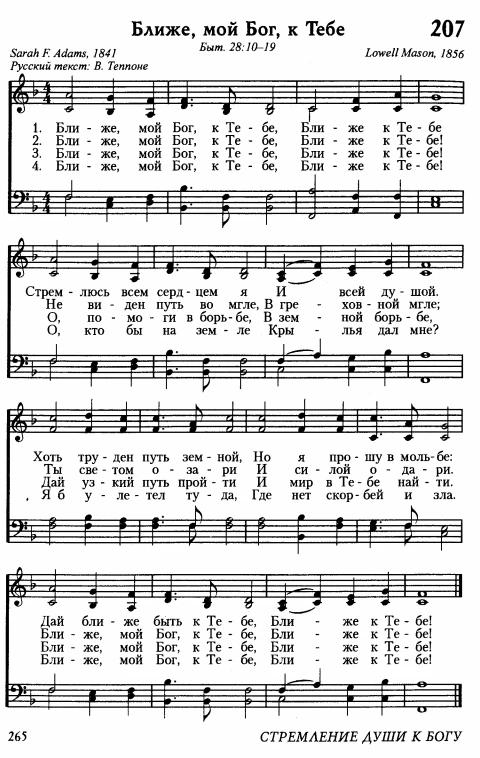 Ближе, мой Бог, к Тебе
207
Быт. 28:10–19
Sarah F. Adams, 1841
Lowell Mason, 1856
Русский текст: В. Теппоне
1. Бли - же, мой Бог, к Те - бе, Бли - же к Те - бе
2. Бли - же, мой Бог, к Те - бе, Бли - же к Те - бе!
3. Бли - же, мой Бог, к Те - бе, Бли - же к Те - бе!
4. Бли - же, мой Бог, к Те - бе, Бли - же к Те - бе!
Стрем - люсь всем серд - цем я И всей ду - шой.
Не ви - ден путь во мгле, В гре - хов - ной мгле;
О, по - мо - ги в борь - бе, В зем - ной борь - бе,
О, кто бы на зем - ле Кры - лья дал мне?
Хоть тру - ден путь зем - ной, Но я про - шу в моль - бе:
Ты све - том о - за - ри И си - лой о - да - ри.
Дай уз - кий путь прой - ти И мир в Те - бе най - ти.
Я б у - ле - тел ту - да, Где нет скор - бей и зла.
Дай бли - же быть к Те - бе, Бли - же к Те - бе!
Бли - же, мой Бог, к Те - бе, Бли - же к Те - бе!
Бли - же, мой Бог, к Те - бе, Бли - же к Те - бе!
Бли - же, мой Бог, к Те - бе, Бли - же к Те - бе!
265
СТРЕМЛЕНИЕ ДУШИ К БОГУ